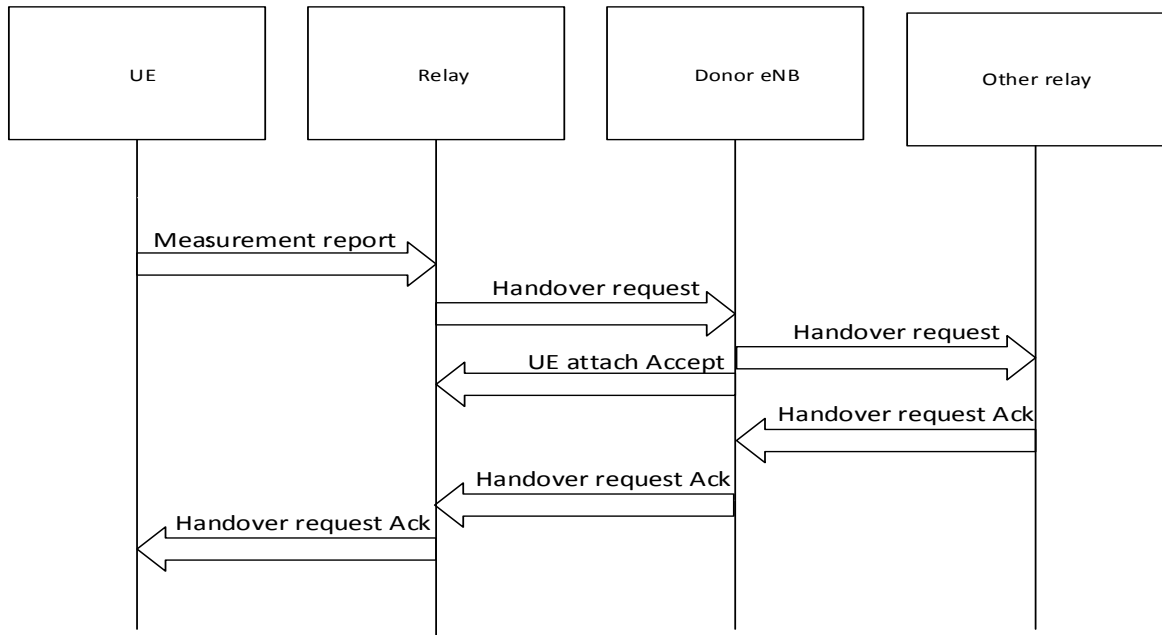 UE
Relay
Donor eNB
Other relay
Measurement report
Handover request
Handover request
UE attach Accept
Handover request Ack
Handover request Ack
Handover request Ack